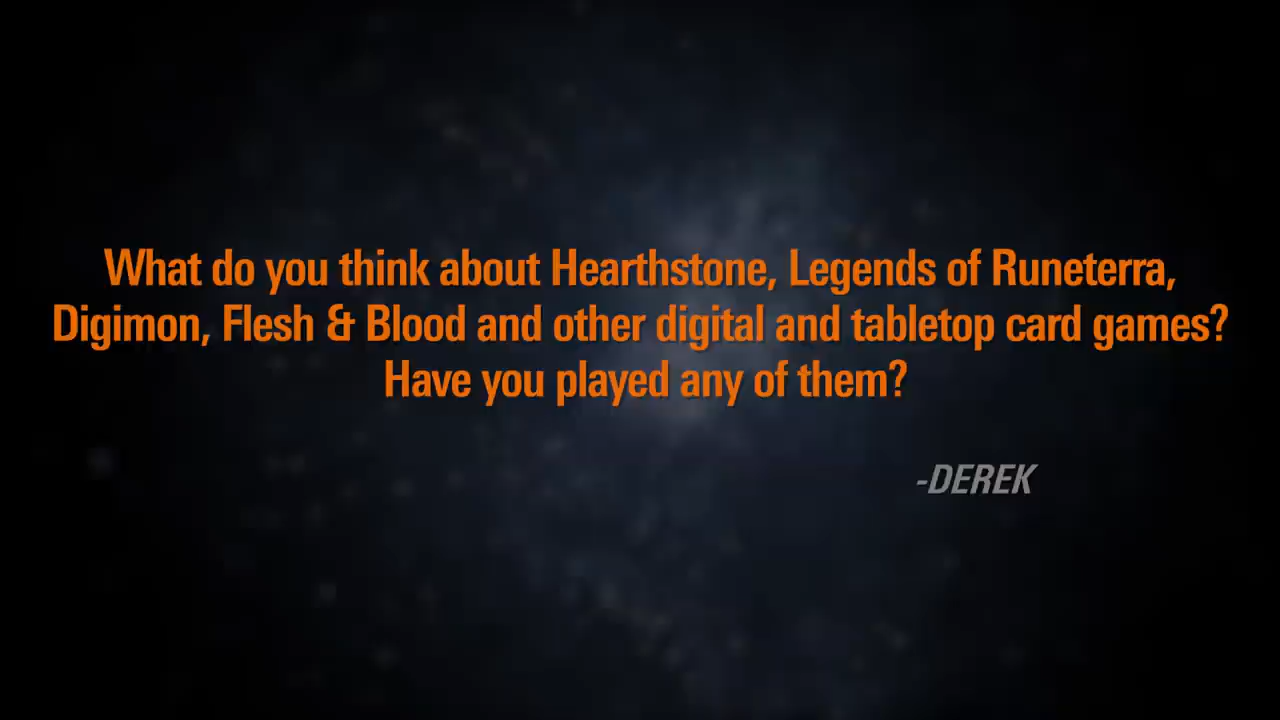 What do you think about Hearthstone, Legends of Runeterra,
Digimon, Flesh & Blood and other digital and tabletop card games?
Have you played any of them?
-DEREK